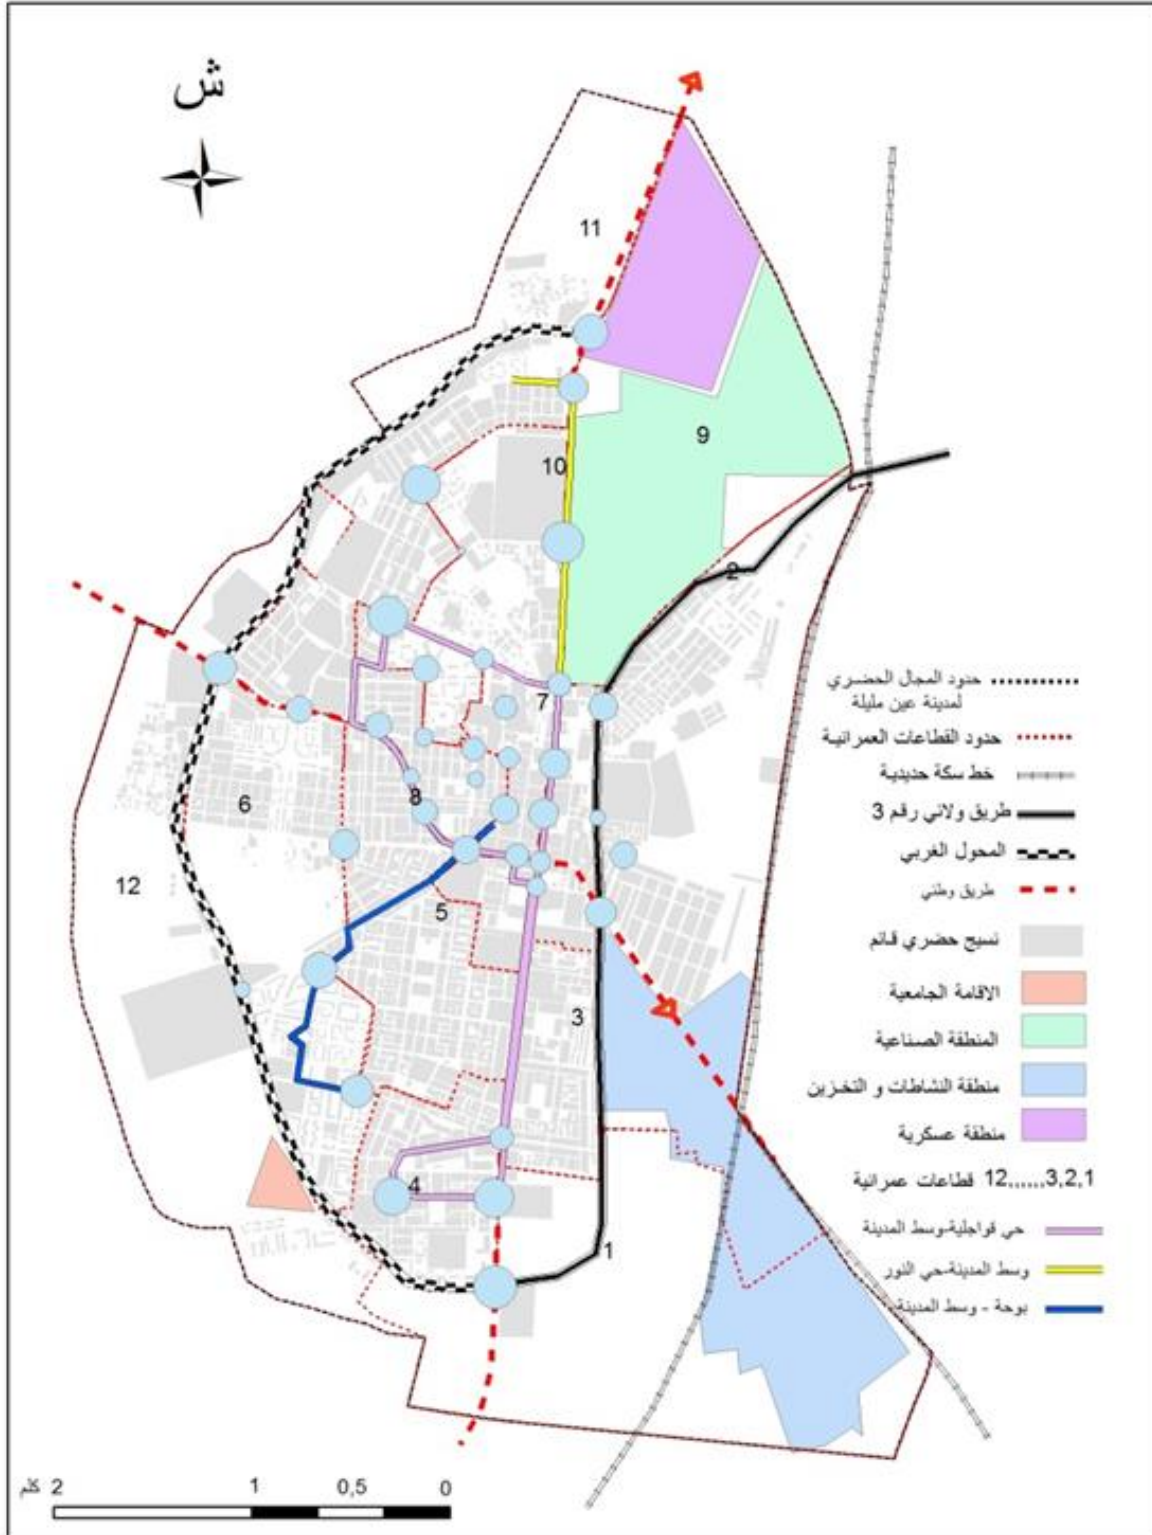 ش
11
9
10
2
7
6
8
12
5
3
4
1
حدود المجال الحضري
لمدينة عين مليلة
حدود القطاعات العمرانية
خط سكة حديدية
طريق ولائي رقم 3
المحول الغربي
طريق وطني
نسيج حضري قائم
الاقامة الجامعية
المنطقة الصناعية
منطقة النشاطات و التخزين
منطقة عسكرية
12......3,2,1 قطاعات عمرانية
حي قواجلية-وسط المدينة
وسط المدينة-حي النور
بوحة - وسط المدينة
0 0,5 1 2 كلم